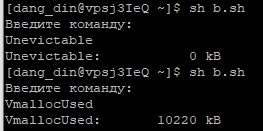 [dang_din@vpsj3IeQ ~]$ sh b.sh
Введите команду:
Unevictable
Unevictable:           0 kB
[dang_din@vpsj3IeQ ~]$ sh b.sh
Введите команду:
VmallocUsed
VmallocUsed:       10220 kB